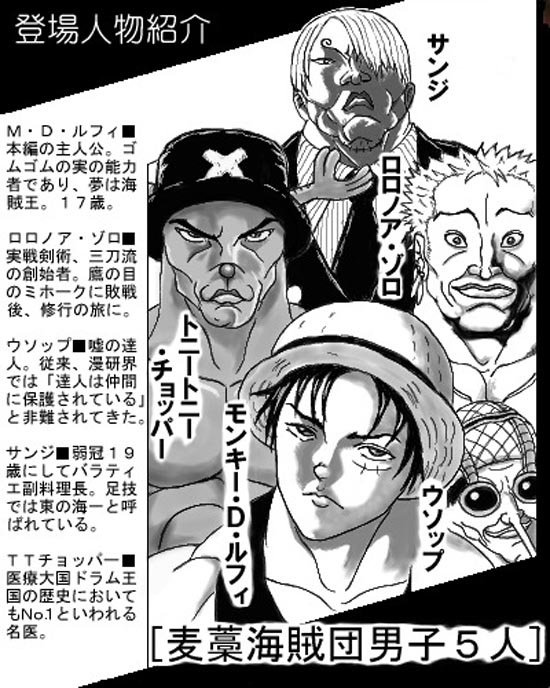 登場人物紹介
M・D・ルフィ■
本編の主人公。ゴ
ムゴムの実の能力
者であり、夢は海
賊王。17歳。
ロロノア・ゾロ■
実戦剣術、三刀流
の創始者。鷹の目
のミホークに敗戦
後、修行の旅に。
ウソップ■嘘の達
人。従来、漫研界
では「達人は仲間
に保護されている」
と非難されてきた。
サンジ■弱冠19
歳にしてバラティ
エ副料理長。足技
では東の海一と呼
ばれている。
TTチョッパー■
医療大国ドラム王
国の歴史において
もNo.1といわれる
名医。
サンジ
ロロノア・ゾロ
トニートニー
・チョッパー
モンキー・D・ルフィ
ウソップ
[麦藁海賊団男子5人]